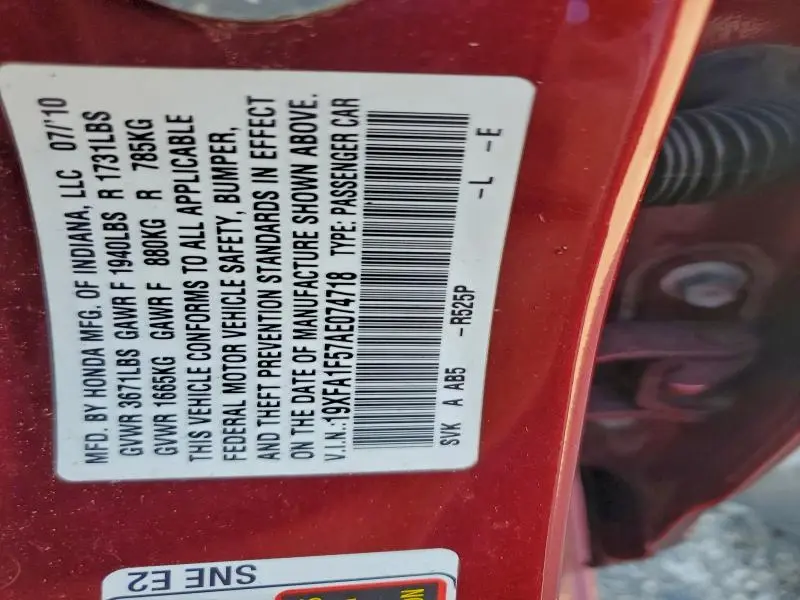 MFD. BY HONDA MFG. OF INDIANA, LLC 07/'10
GVWR 3671LBS GAWR F 1940LBS R 1731LBS
GVWR 1665KG GAWR F 880KG R 785KG
THIS VEHICLE CONFORMS TO ALL APPLICABLE
FEDERAL MOTOR VEHICLE SAFETY, BUMPER,
AND THEFT PREVENTION STANDARDS IN EFFECT
ON THE DATE OF MANUFACTURE SHOWN ABOVE.
V.I.N.:19XFA1F57AE074718 TYPE: PASSENGER CAR
SVK A AB5 -R525P -L -E
SNE E2